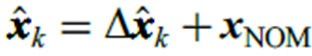 x̂ₖ = Δx̂ₖ + x_NOM